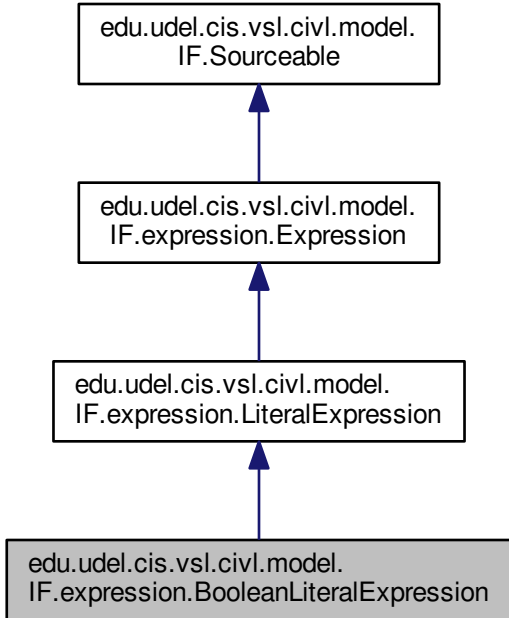 edu.udel.cis.vsl.civl.model.
IF.Sourceable
edu.udel.cis.vsl.civl.model.
IF.expression.Expression
edu.udel.cis.vsl.civl.model.
IF.expression.LiteralExpression
edu.udel.cis.vsl.civl.model.
IF.expression.BooleanLiteralExpression